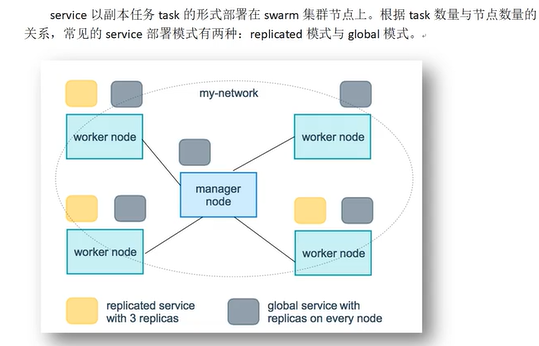 service 以副本任务 task 的形式部署在 swarm 集群节点上。根据 task 数量与节点数量的
关系，常见的 service 部署模式有两种：replicated 模式与 global 模式。
my-network
worker node
worker node
manager
node
worker node
worker node
replicated service
with 3 replicas
global service with
replicas on every node